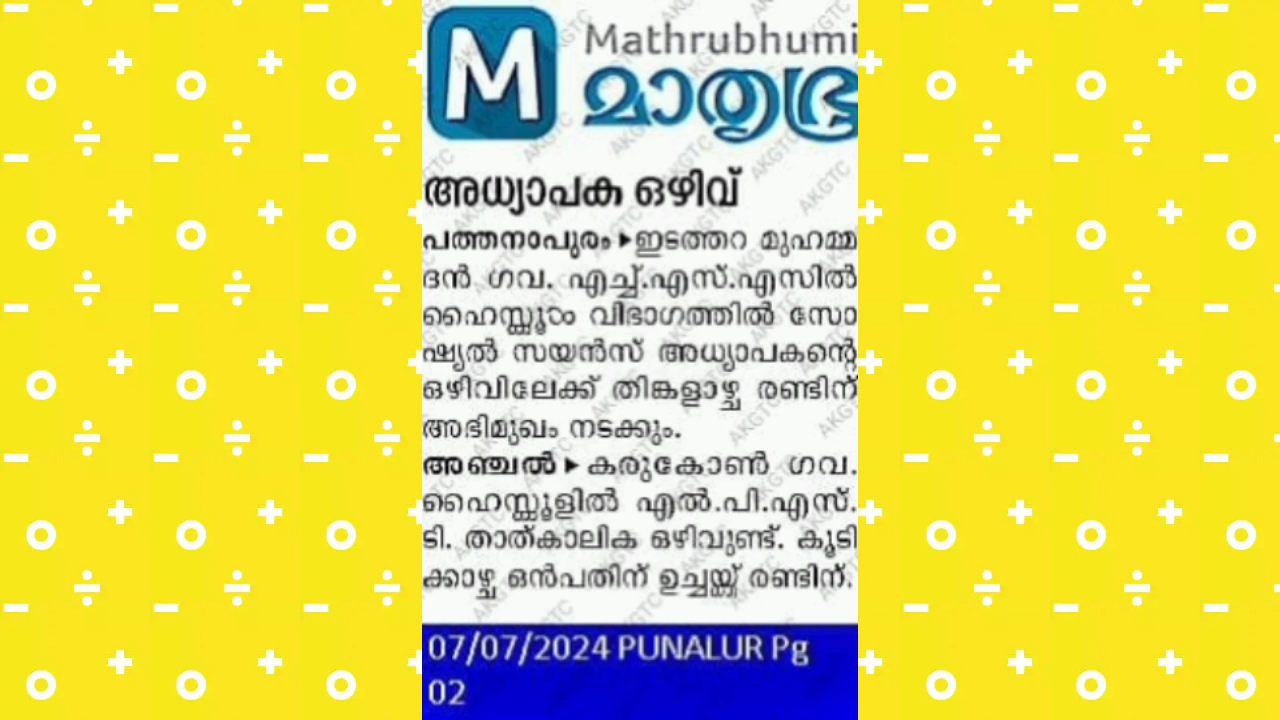 M
Mathrubhumi
മാതൃഭൂ
അധ്യാപക ഒഴിവ്
പത്തനാപുരം ▸ഇടത്തറ മുഹമ്മ
ദൻ ഗവ. എച്ച്.എസ്.എസിൽ
ഹൈസ്കൂൾ വിഭാഗത്തിൽ സോ
ഷ്യൽ സയൻസ് അധ്യാപകന്റെ
ഒഴിവിലേക്ക് തിങ്കളാഴ്ച രണ്ടിന്
അഭിമുഖം നടക്കും.
അഞ്ചൽ ▸ കരുകോൺ ഗവ.
ഹൈസ്കൂളിൽ എൽ.പി.എസ്.
ടി. താത്കാലിക ഒഴിവുണ്ട്. കൂടി
ക്കാഴ്ച ഒൻപതിന് ഉച്ചയ്ക്ക് രണ്ടിന്.
07/07/2024 PUNALUR Pg
02
AKGTC